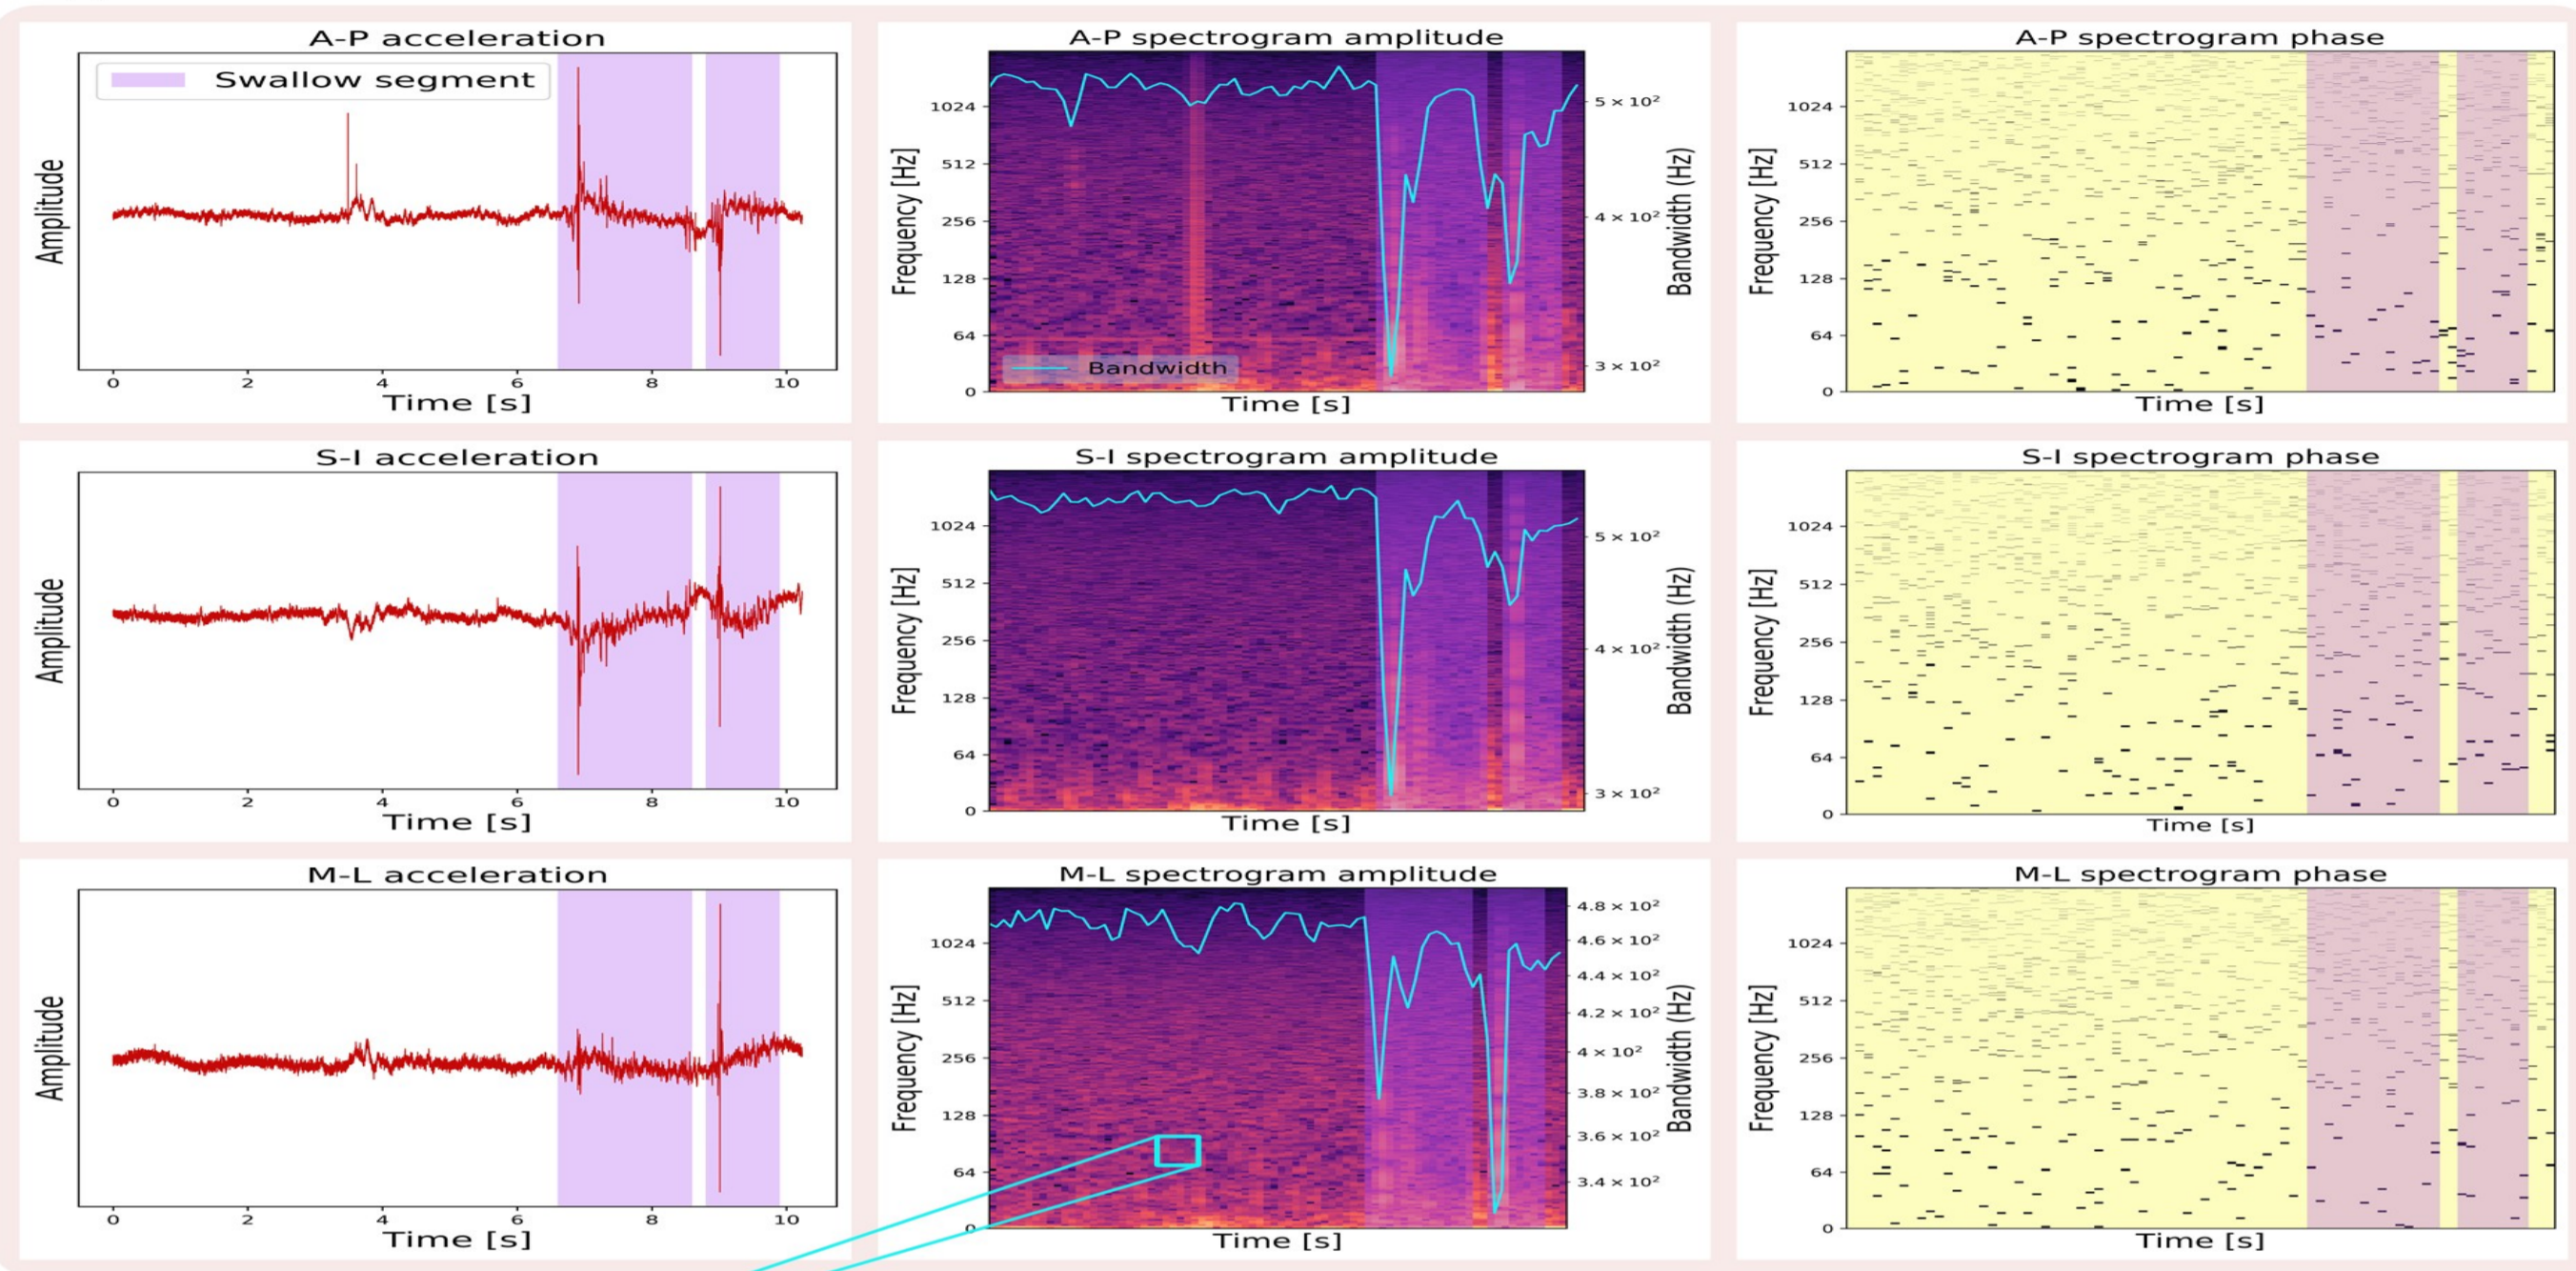 A-P acceleration
Swallow segment
Amplitude
0 2 4 6 8 10
Time [s]
A-P spectrogram amplitude
Frequency [Hz]
1024
512
256
128
64
0
Bandwidth
5 × 10²
4 × 10²
3 × 10²
Bandwidth (Hz)
Time [s]
A-P spectrogram phase
Frequency [Hz]
1024
512
256
128
64
0
Time [s]
S-I acceleration
Amplitude
0 2 4 6 8 10
Time [s]
S-I spectrogram amplitude
Frequency [Hz]
1024
512
256
128
64
0
5 × 10²
4 × 10²
3 × 10²
Bandwidth (Hz)
Time [s]
S-I spectrogram phase
Frequency [Hz]
1024
512
256
128
64
0
Time [s]
M-L acceleration
Amplitude
0 2 4 6 8 10
Time [s]
M-L spectrogram amplitude
Frequency [Hz]
1024
512
256
128
64
0
4.8 × 10²
4.6 × 10²
4.4 × 10²
4.2 × 10²
4 × 10²
3.8 × 10²
3.6 × 10²
3.4 × 10²
Bandwidth (Hz)
Time [s]
M-L spectrogram phase
Frequency [Hz]
1024
512
256
128
64
0
Time [s]